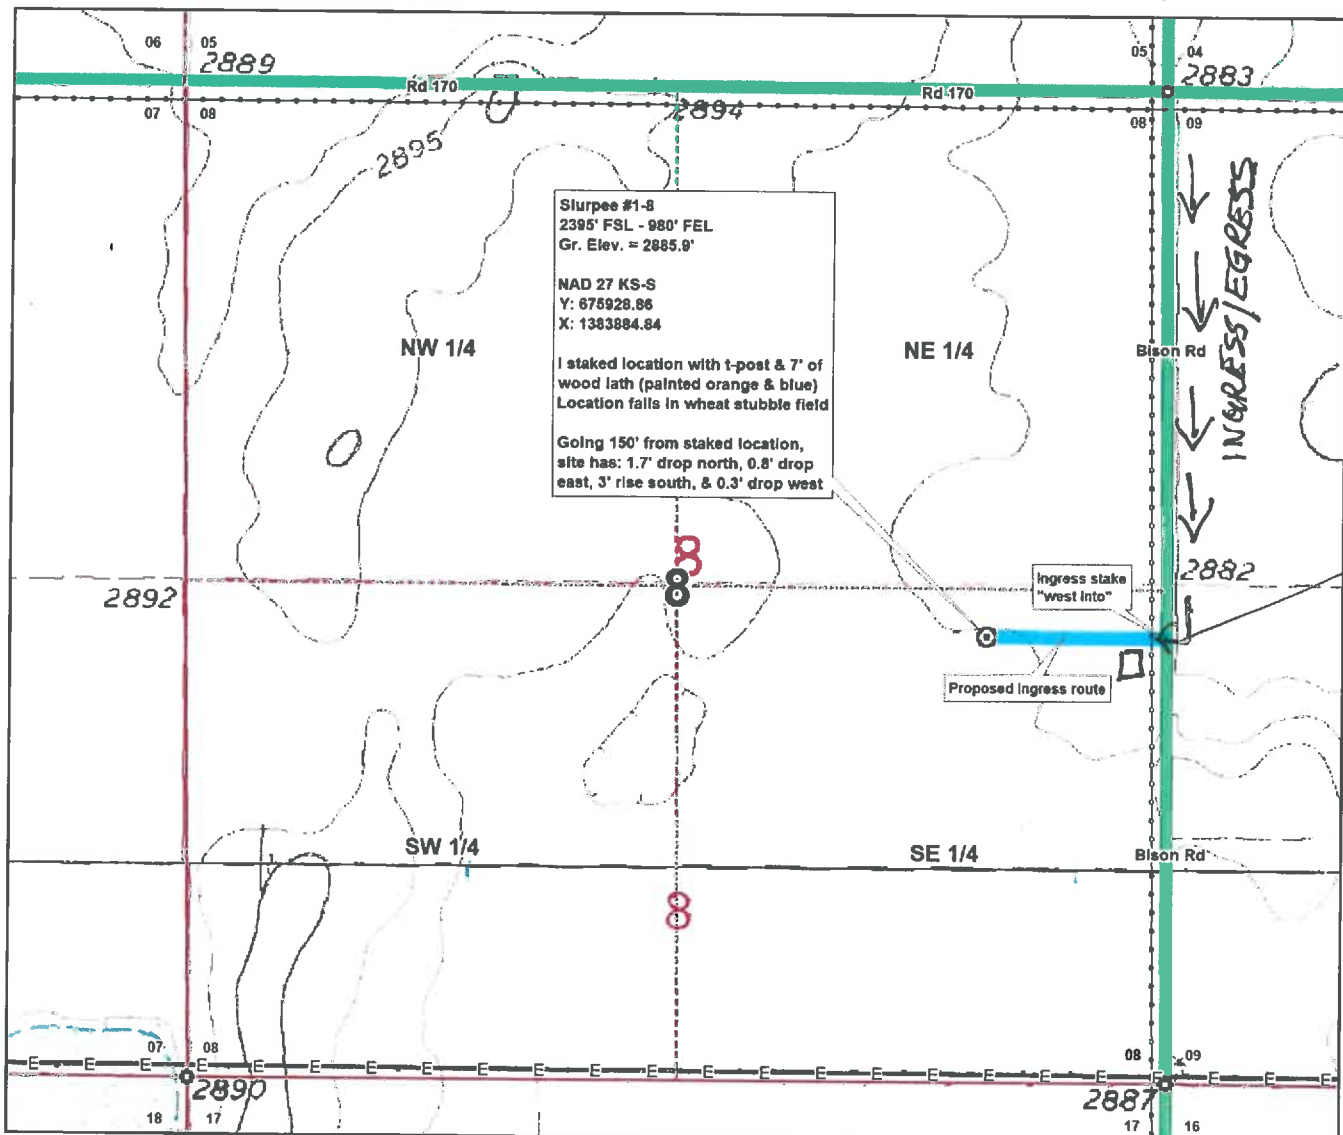 06 05
2889
05 04
2883
Rd 170
Rd 170
07 08
2894
08 09
2895
Slurpee #1-8
2395' FSL - 980' FEL
Gr. Elev. = 2885.9'
NAD 27 KS-S
Y: 675928.86
X: 1383884.84
I staked location with t-post & 7' of
wood lath (painted orange & blue)
Location falls in wheat stubble field
Going 150' from staked location,
site has: 1.7' drop north, 0.8' drop
east, 3' rise south, & 0.3' drop west
INGRESS/EGRESS
NW 1/4
NE 1/4
Bison Rd
8
2892
2882
Ingress stake
"west into"
Proposed ingress route
SW 1/4
SE 1/4
Bison Rd
8
07 08
08 09
E E E E E E E E E E E E E E E E E E E E E E E E
2890
2887
18 17
17 16